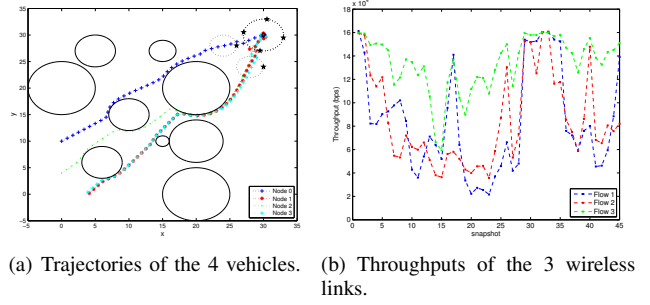 35
30
25
20
15
10
5
0
−5
−5 0 5 10 15 20 25 30 35
x
y
Node 0
Node 1
Node 2
Node 3
18
16
14
12
10
8
6
4
2
0
0 5 10 15 20 25 30 35 40 45
snapshot
Throughput (bps)
Flow 1
Flow 2
Flow 3
(a) Trajectories of the 4 vehicles.
(b) Throughputs of the 3 wireless
links.